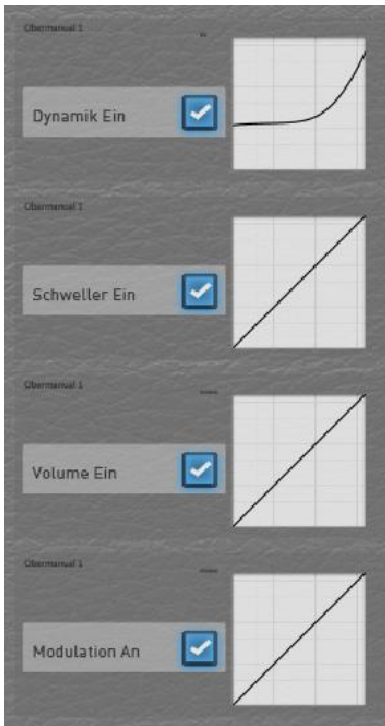 Obermanual 1
Dynamik Ein
Obermanual 1
Schweller Ein
Obermanual 1
Volume Ein
Obermanual 1
Modulation An